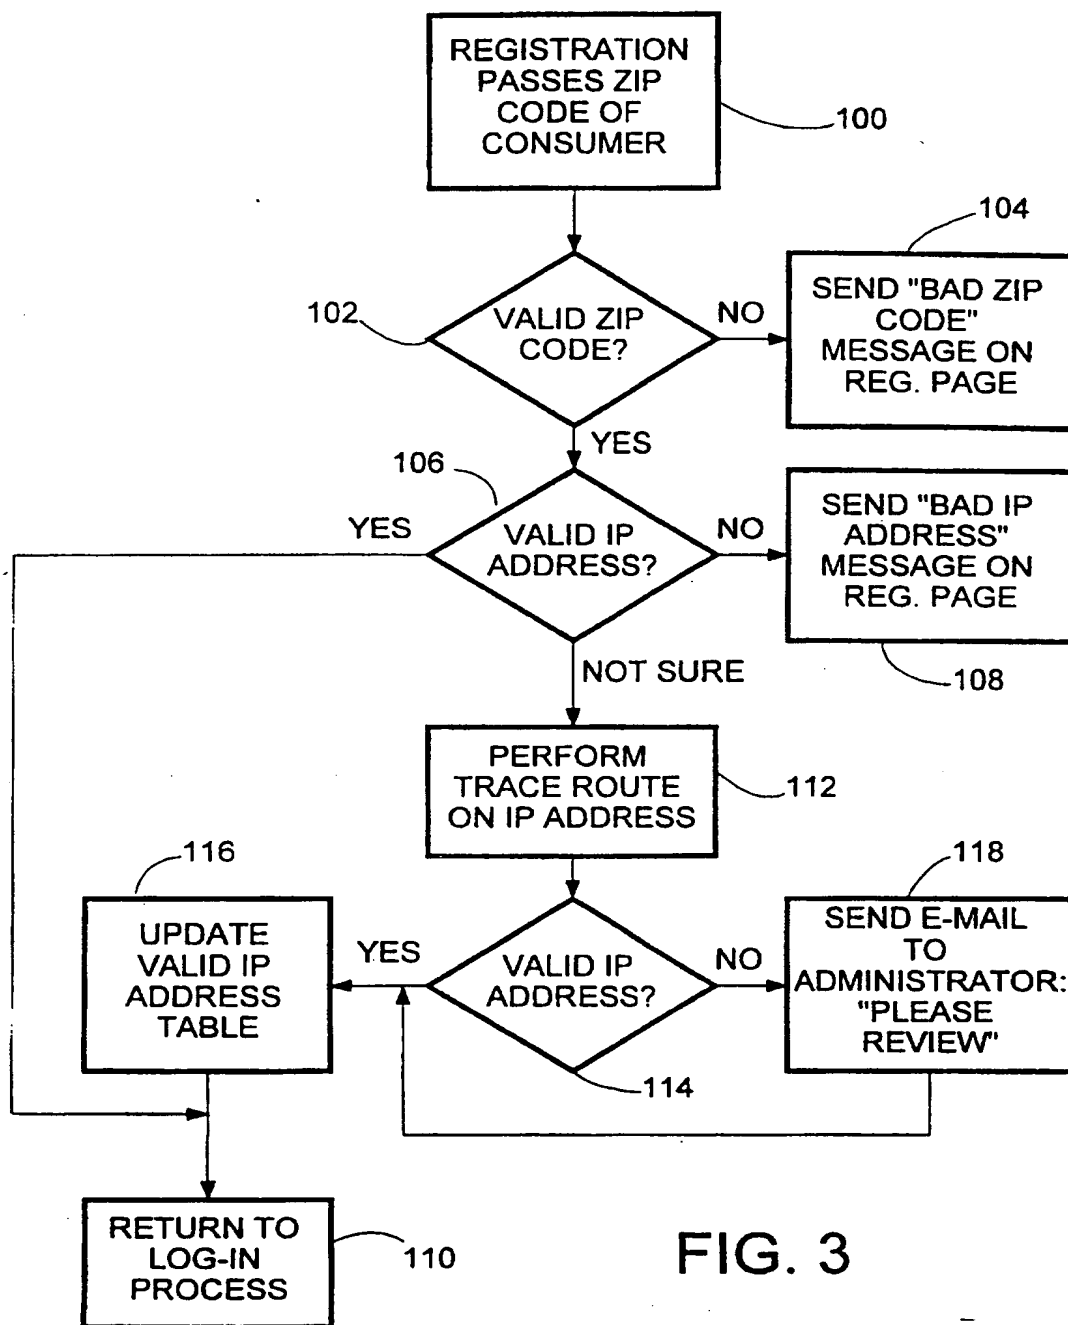 REGISTRATION
PASSES ZIP
CODE OF
CONSUMER
100
104
SEND "BAD ZIP
CODE"
MESSAGE ON
REG. PAGE
102
VALID ZIP
CODE?
NO
YES
106
YES
VALID IP
ADDRESS?
NO
SEND "BAD IP
ADDRESS"
MESSAGE ON
REG. PAGE
108
NOT SURE
PERFORM
TRACE ROUTE
ON IP ADDRESS
112
116
UPDATE
VALID IP
ADDRESS
TABLE
YES
VALID IP
ADDRESS?
NO
114
118
SEND E-MAIL
TO
ADMINISTRATOR:
"PLEASE
REVIEW"
RETURN TO
LOG-IN
PROCESS
110
FIG. 3